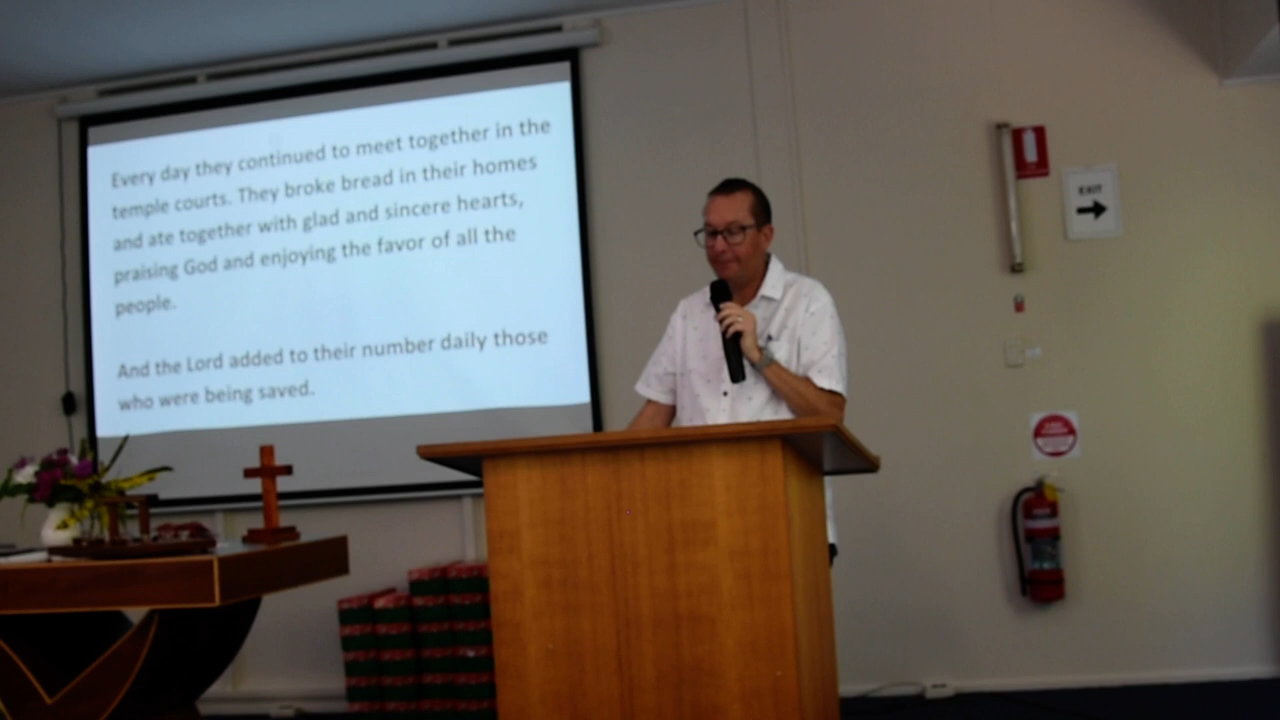 Every day they continued to meet together in the
temple courts. They broke bread in their homes
and ate together with glad and sincere hearts,
praising God and enjoying the favor of all the
people.
And the Lord added to their number daily those
who were being saved.
EXIT